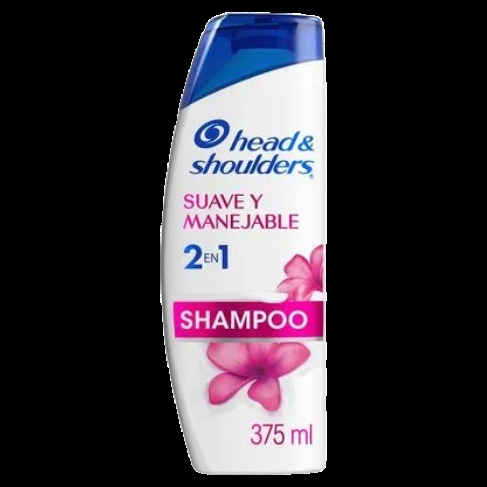 head &
shoulders®
SUAVE Y
MANEJABLE
2 EN 1
SHAMPOO
375 ml